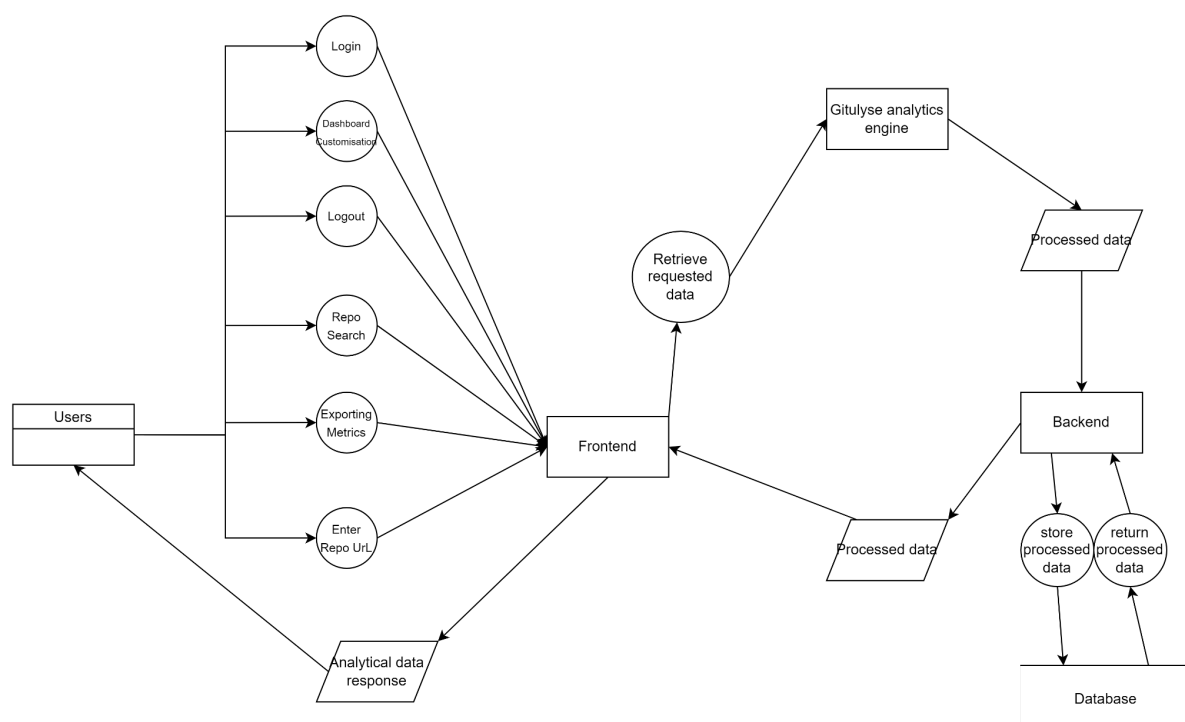 Login
Dashboard
Customisation
Logout
Repo
Search
Exporting
Metrics
Enter
Repo UrL
Users
Frontend
Analytical data
response
Retrieve
requested
data
Gitulyse analytics
engine
Processed data
Backend
Processed data
store
processed
data
return
processed
data
Database